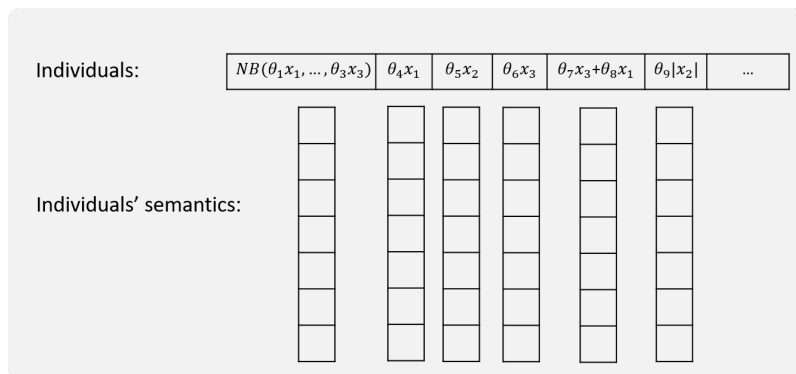 Individuals: NB(θ₁x₁, …, θ₃x₃) θ₄x₁ θ₅x₂ θ₆x₃ θ₇x₃+θ₈x₁ θ₉|x₂| …
Individuals' semantics: